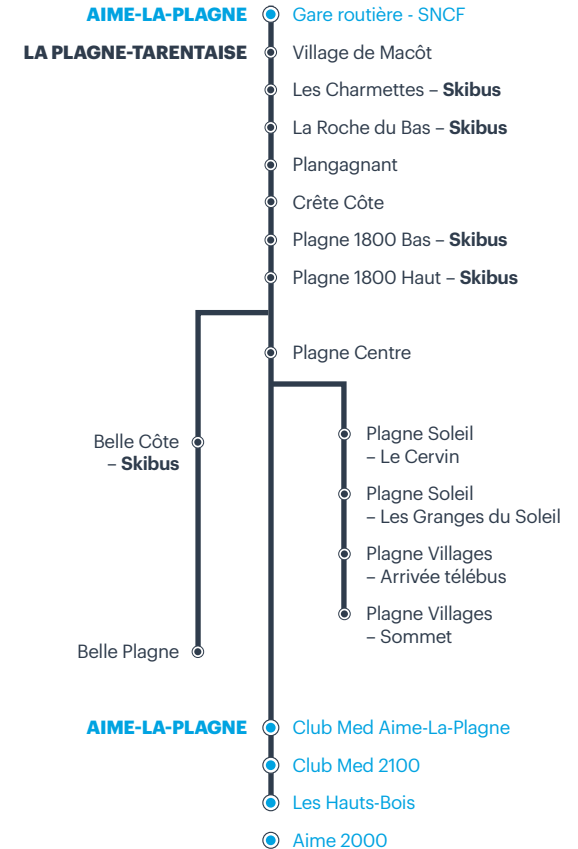 AIME-LA-PLAGNE Gare routière - SNCF
LA PLAGNE-TARENTAISE Village de Macôt
Les Charmettes – Skibus
La Roche du Bas – Skibus
Plangagnant
Crête Côte
Plagne 1800 Bas – Skibus
Plagne 1800 Haut – Skibus
Plagne Centre
Belle Côte
– Skibus
Plagne Soleil
– Le Cervin
Plagne Soleil
– Les Granges du Soleil
Plagne Villages
– Arrivée télébus
Plagne Villages
– Sommet
Belle Plagne
AIME-LA-PLAGNE Club Med Aime-La-Plagne
Club Med 2100
Les Hauts-Bois
Aime 2000